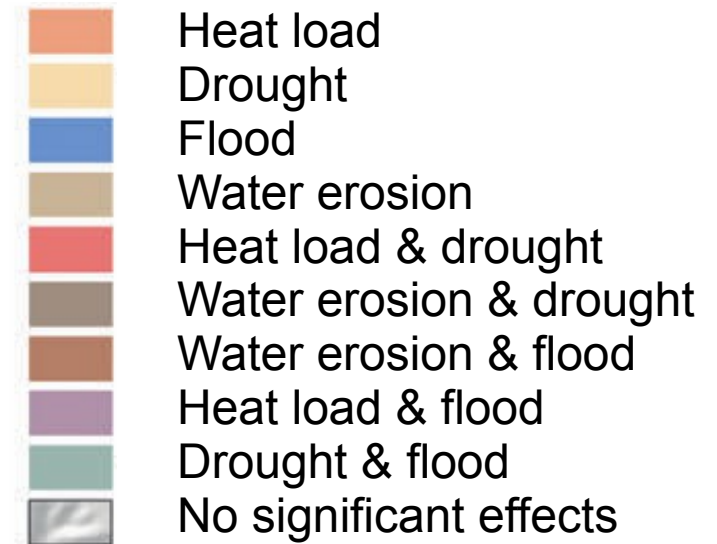 Heat load
Drought
Flood
Water erosion
Heat load & drought
Water erosion & drought
Water erosion & flood
Heat load & flood
Drought & flood
No significant effects